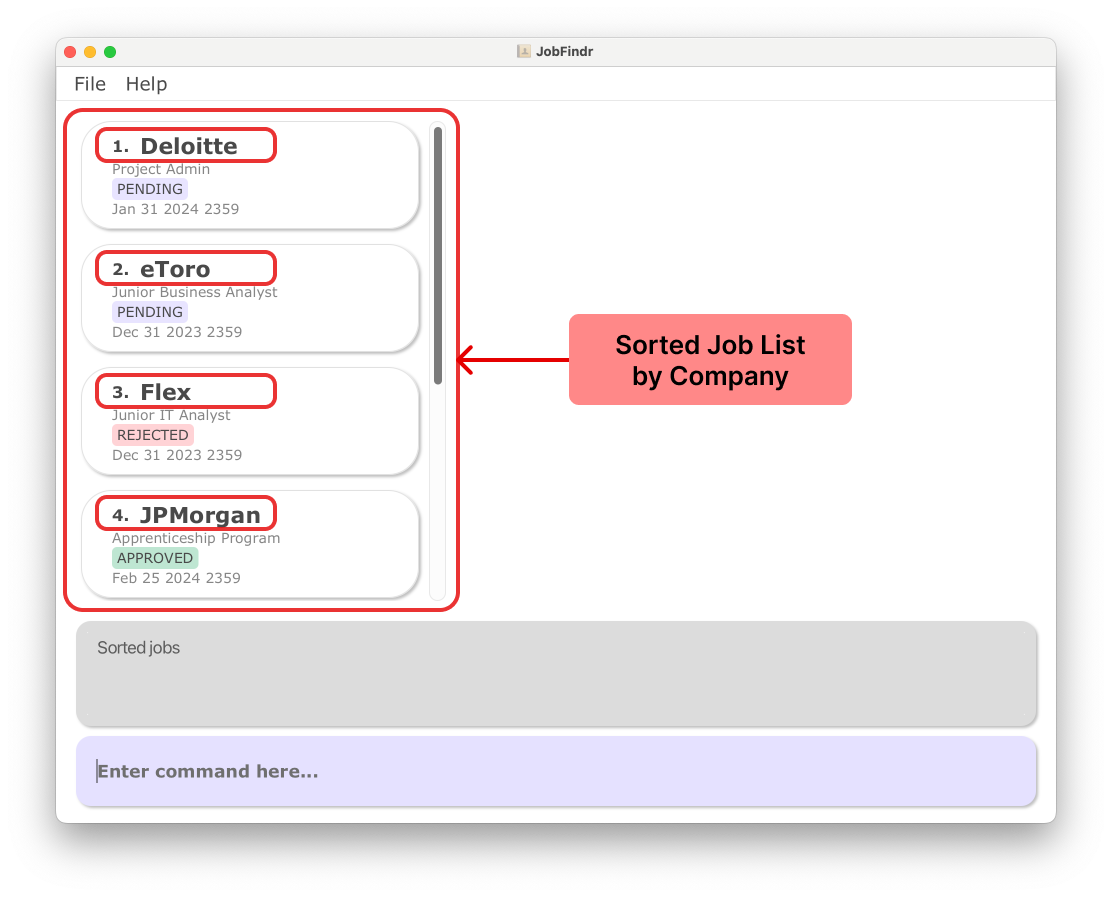 JobFindr
File Help
1. Deloitte
Project Admin
PENDING
Jan 31 2024 2359
2. eToro
Junior Business Analyst
PENDING
Dec 31 2023 2359
3. Flex
Junior IT Analyst
REJECTED
Dec 31 2023 2359
4. JPMorgan
Apprenticeship Program
APPROVED
Feb 25 2024 2359
Sorted Job List
by Company
Sorted jobs
Enter command here...